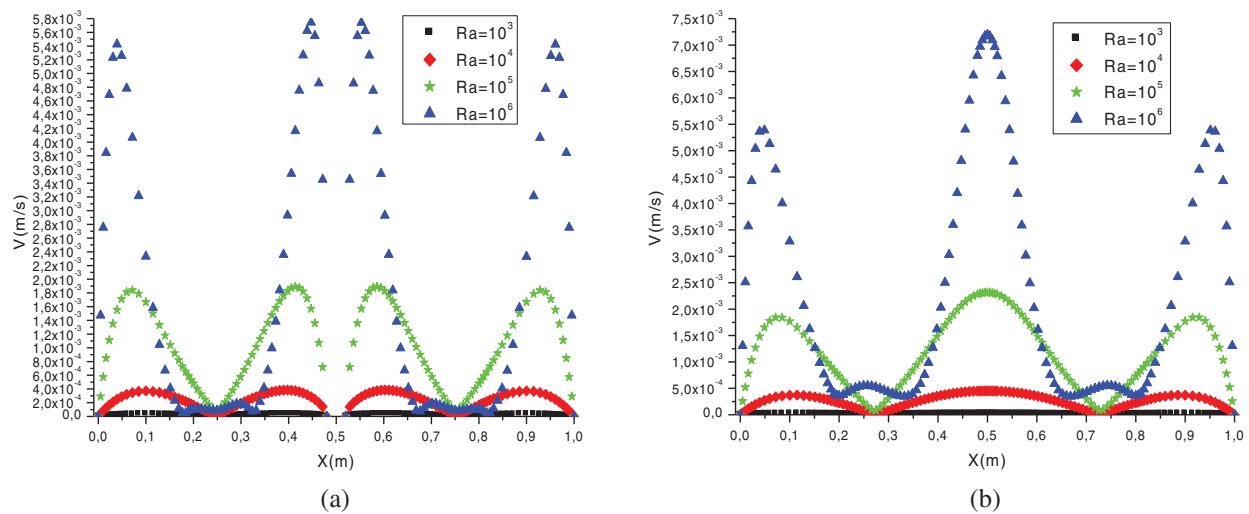 5,8x10⁻³
5,6x10⁻³
5,4x10⁻³
5,2x10⁻³
5,0x10⁻³
4,8x10⁻³
4,6x10⁻³
4,4x10⁻³
4,2x10⁻³
4,0x10⁻³
3,8x10⁻³
3,6x10⁻³
3,4x10⁻³
3,2x10⁻³
3,0x10⁻³
2,8x10⁻³
2,6x10⁻³
2,4x10⁻³
2,2x10⁻³
2,0x10⁻³
1,8x10⁻³
1,6x10⁻³
1,4x10⁻³
1,2x10⁻³
1,0x10⁻³
8,0x10⁻⁴
6,0x10⁻⁴
4,0x10⁻⁴
2,0x10⁻⁴
0,0
V(m/s)
Ra=10³
Ra=10⁴
Ra=10⁵
Ra=10⁶
0,0 0,1 0,2 0,3 0,4 0,5 0,6 0,7 0,8 0,9 1,0
X(m)
(a)
7,5x10⁻³
7,0x10⁻³
6,5x10⁻³
6,0x10⁻³
5,5x10⁻³
5,0x10⁻³
4,5x10⁻³
4,0x10⁻³
3,5x10⁻³
3,0x10⁻³
2,5x10⁻³
2,0x10⁻³
1,5x10⁻³
1,0x10⁻³
5,0x10⁻⁴
0,0
V(m/s)
Ra=10³
Ra=10⁴
Ra=10⁵
Ra=10⁶
0,0 0,1 0,2 0,3 0,4 0,5 0,6 0,7 0,8 0,9 1,0
X(m)
(b)